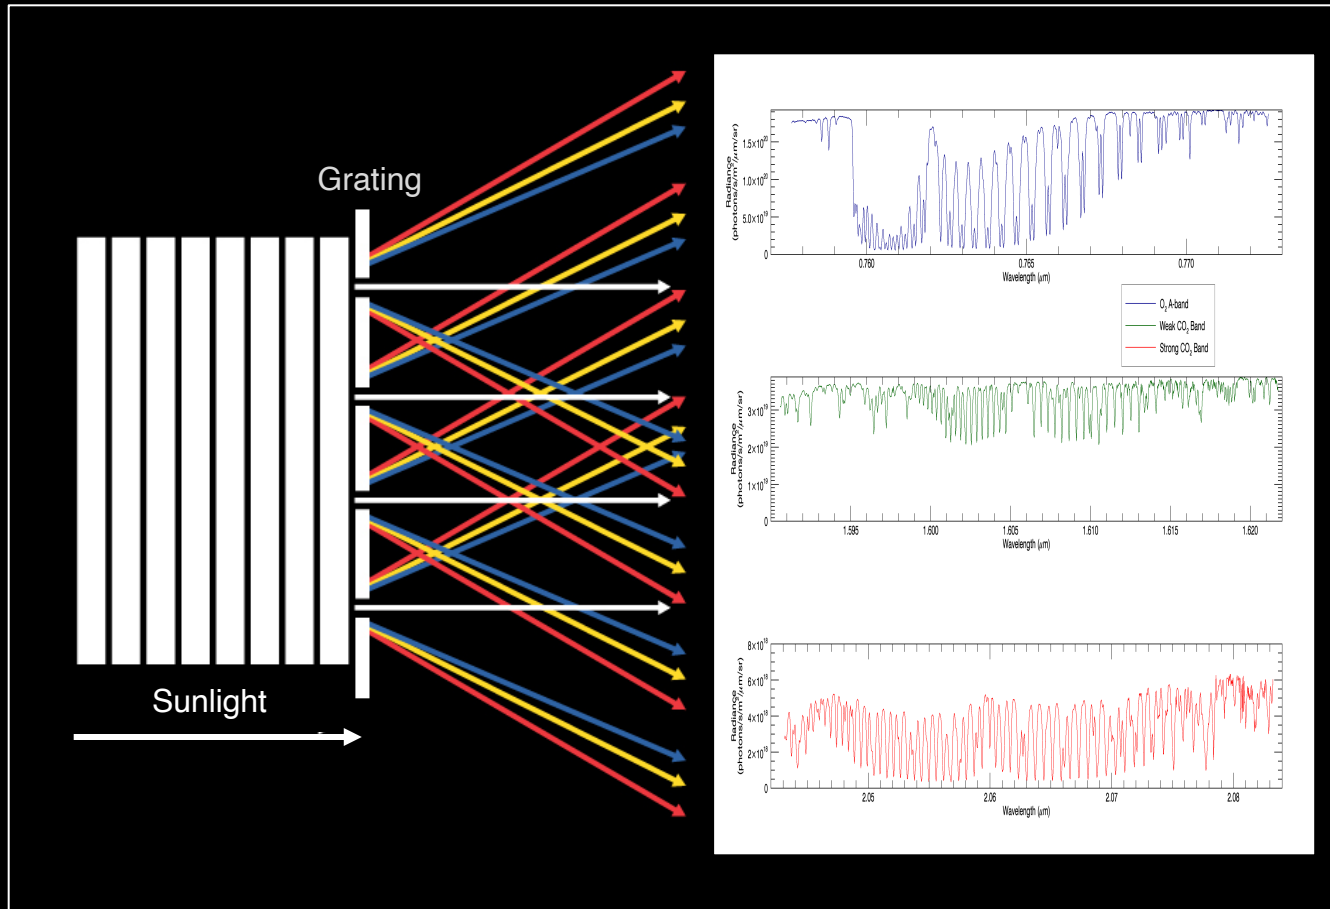 Grating
Sunlight
Radiance
(photons/s/m²/μm/sr)
1.5×10²⁰
1.0×10²⁰
5.0×10¹⁹
0
0.760
0.765
0.770
Wavelength (μm)
O₂ A-band
Weak CO₂ Band
Strong CO₂ Band
Radiance
(photons/s/m²/μm/sr)
3×10¹⁹
2×10¹⁹
1×10¹⁹
0
1.595
1.600
1.605
1.610
1.615
1.620
Wavelength (μm)
Radiance
(photons/s/m²/μm/sr)
8×10¹⁸
6×10¹⁸
4×10¹⁸
2×10¹⁸
0
2.05
2.06
2.07
2.08
Wavelength (μm)